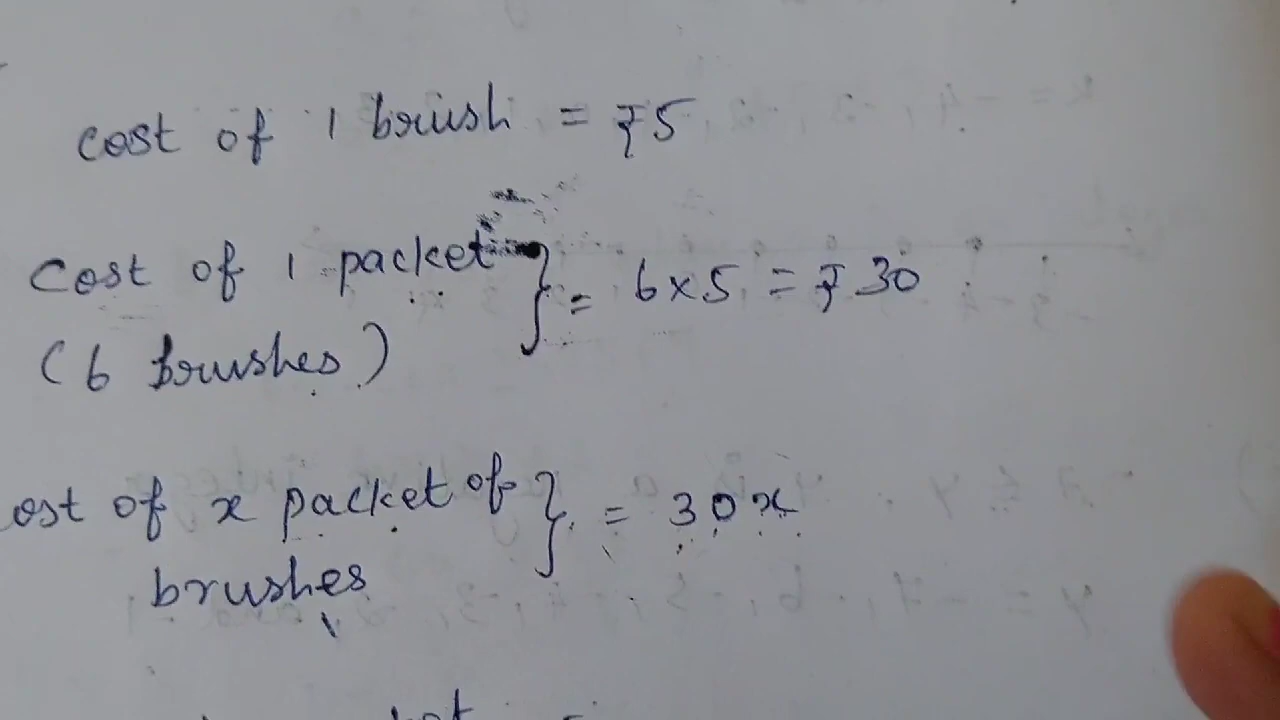 cost of 1 brush = ₹5
cost of 1 packet } = 6×5 = ₹30
(6 brushes)
ost of x packet of } = 30x
brushes